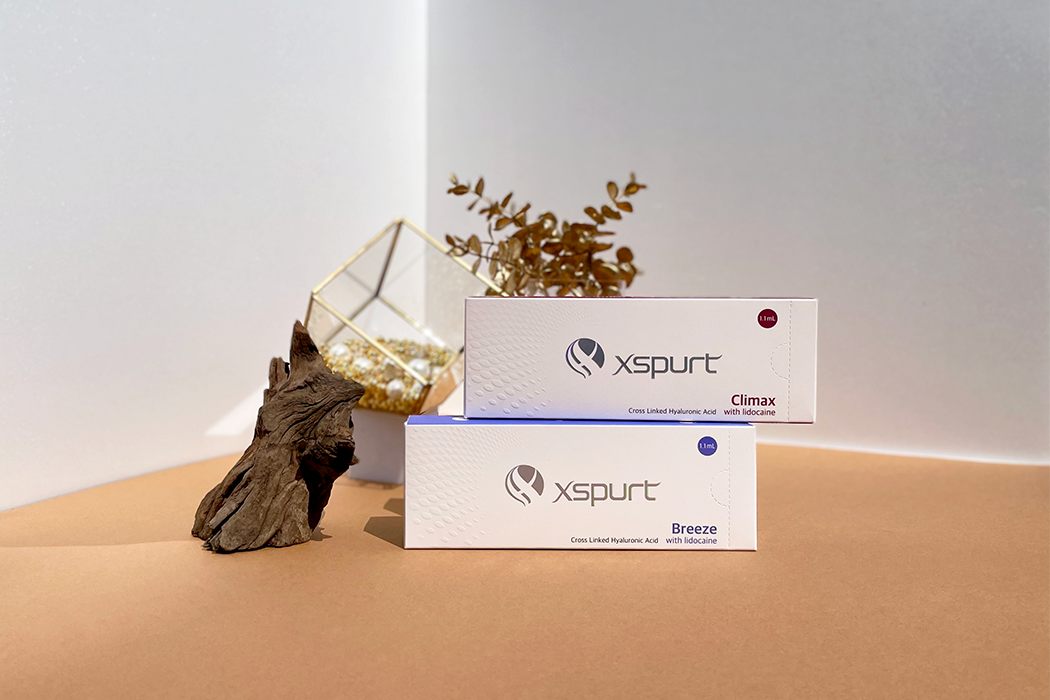 1.1mL
xspurt
Climax
Cross Linked Hyaluronic Acid with lidocaine
1.1mL
xspurt
Breeze
Cross Linked Hyaluronic Acid with lidocaine